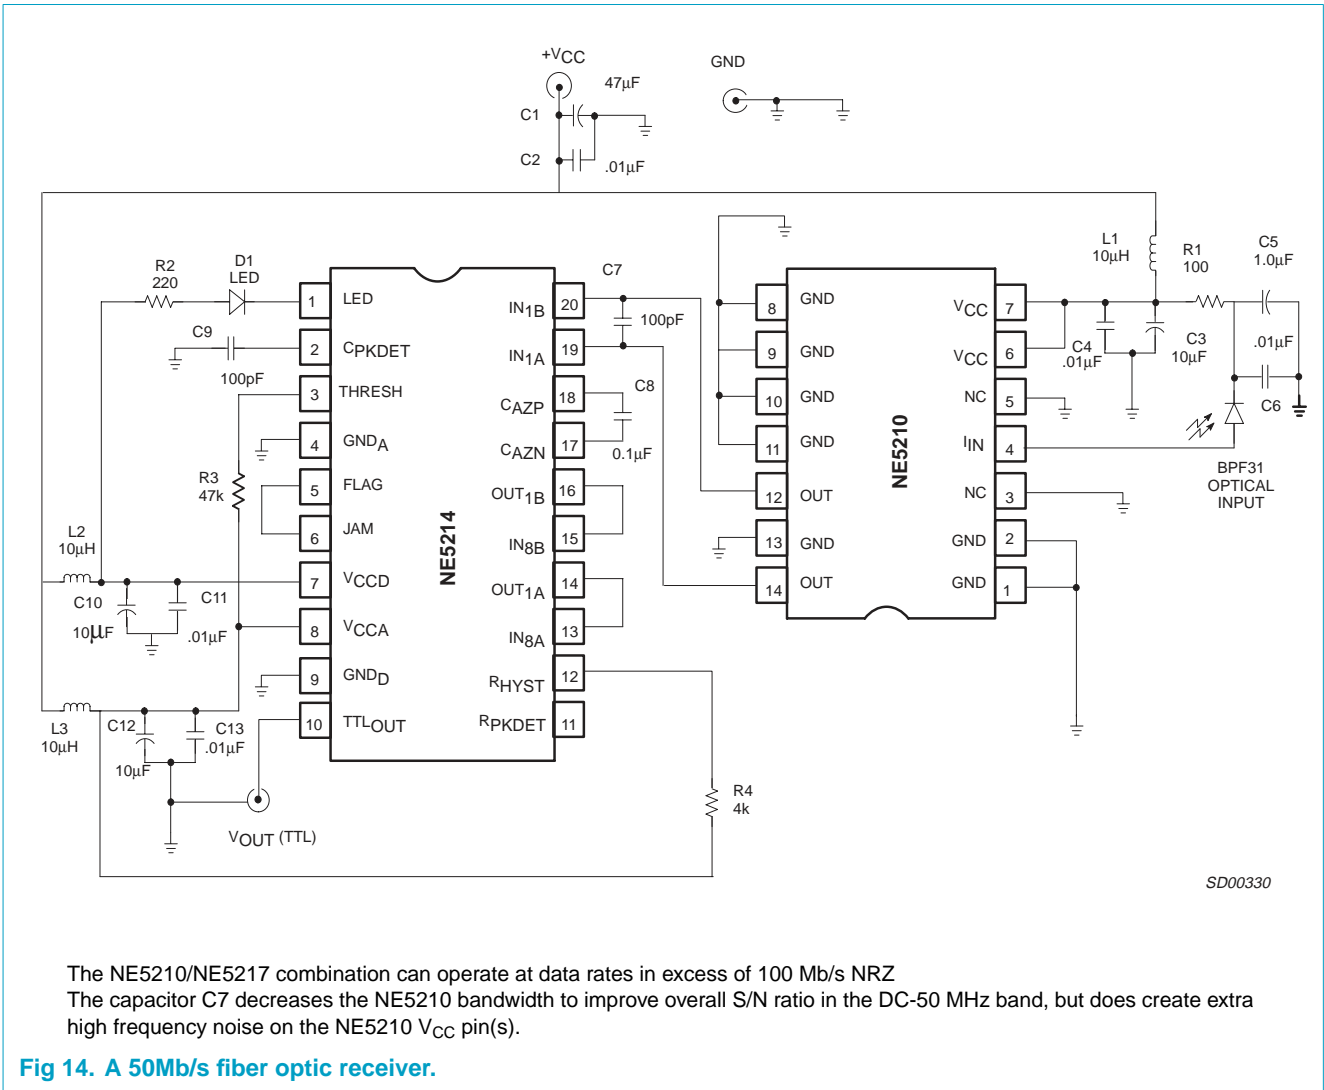 +VCC
GND
47µF
C1
C2
.01µF
L1
10µH
R1
100
C5
1.0µF
R2
220
D1
LED
C7
100pF
C9
100pF
C8
0.1µF
R3
47k
L2
10µH
C10
10µF
C11
.01µF
L3
10µH
C12
10µF
C13
.01µF
VOUT (TTL)
R4
4k
NE5214
1 LED
2 CPKDET
3 THRESH
4 GNDA
5 FLAG
6 JAM
7 VCCD
8 VCCA
9 GNDD
10 TTLOUT
IN1B 20
IN1A 19
CAZP 18
CAZN 17
OUT1B 16
IN8B 15
OUT1A 14
IN8A 13
RHYST 12
RPKDET 11
NE5210
8 GND
9 GND
10 GND
11 GND
12 OUT
13 GND
14 OUT
VCC 7
VCC 6
NC 5
IIN 4
NC 3
GND 2
GND 1
C4
.01µF
C3
10µF
.01µF
C6
BPF31
OPTICAL
INPUT
SD00330
The NE5210/NE5217 combination can operate at data rates in excess of 100 Mb/s NRZ
The capacitor C7 decreases the NE5210 bandwidth to improve overall S/N ratio in the DC-50 MHz band, but does create extra
high frequency noise on the NE5210 VCC pin(s).
Fig 14. A 50Mb/s fiber optic receiver.